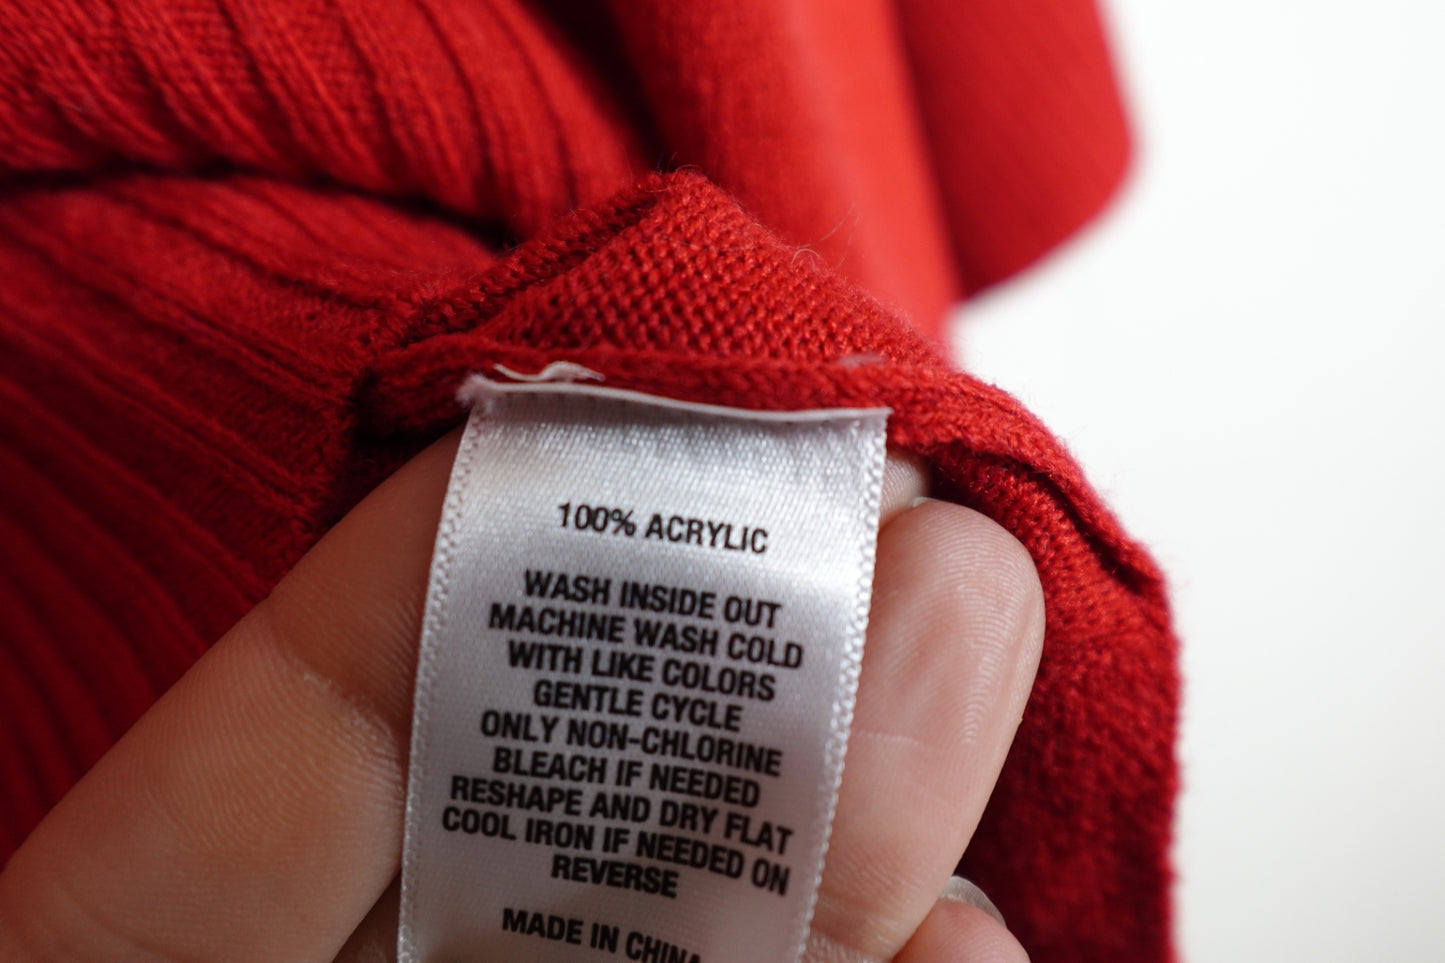 100% ACRYLIC
WASH INSIDE OUT
MACHINE WASH COLD
WITH LIKE COLORS
GENTLE CYCLE
ONLY NON-CHLORINE
BLEACH IF NEEDED
RESHAPE AND DRY FLAT
COOL IRON IF NEEDED ON
REVERSE
MADE IN CHINA